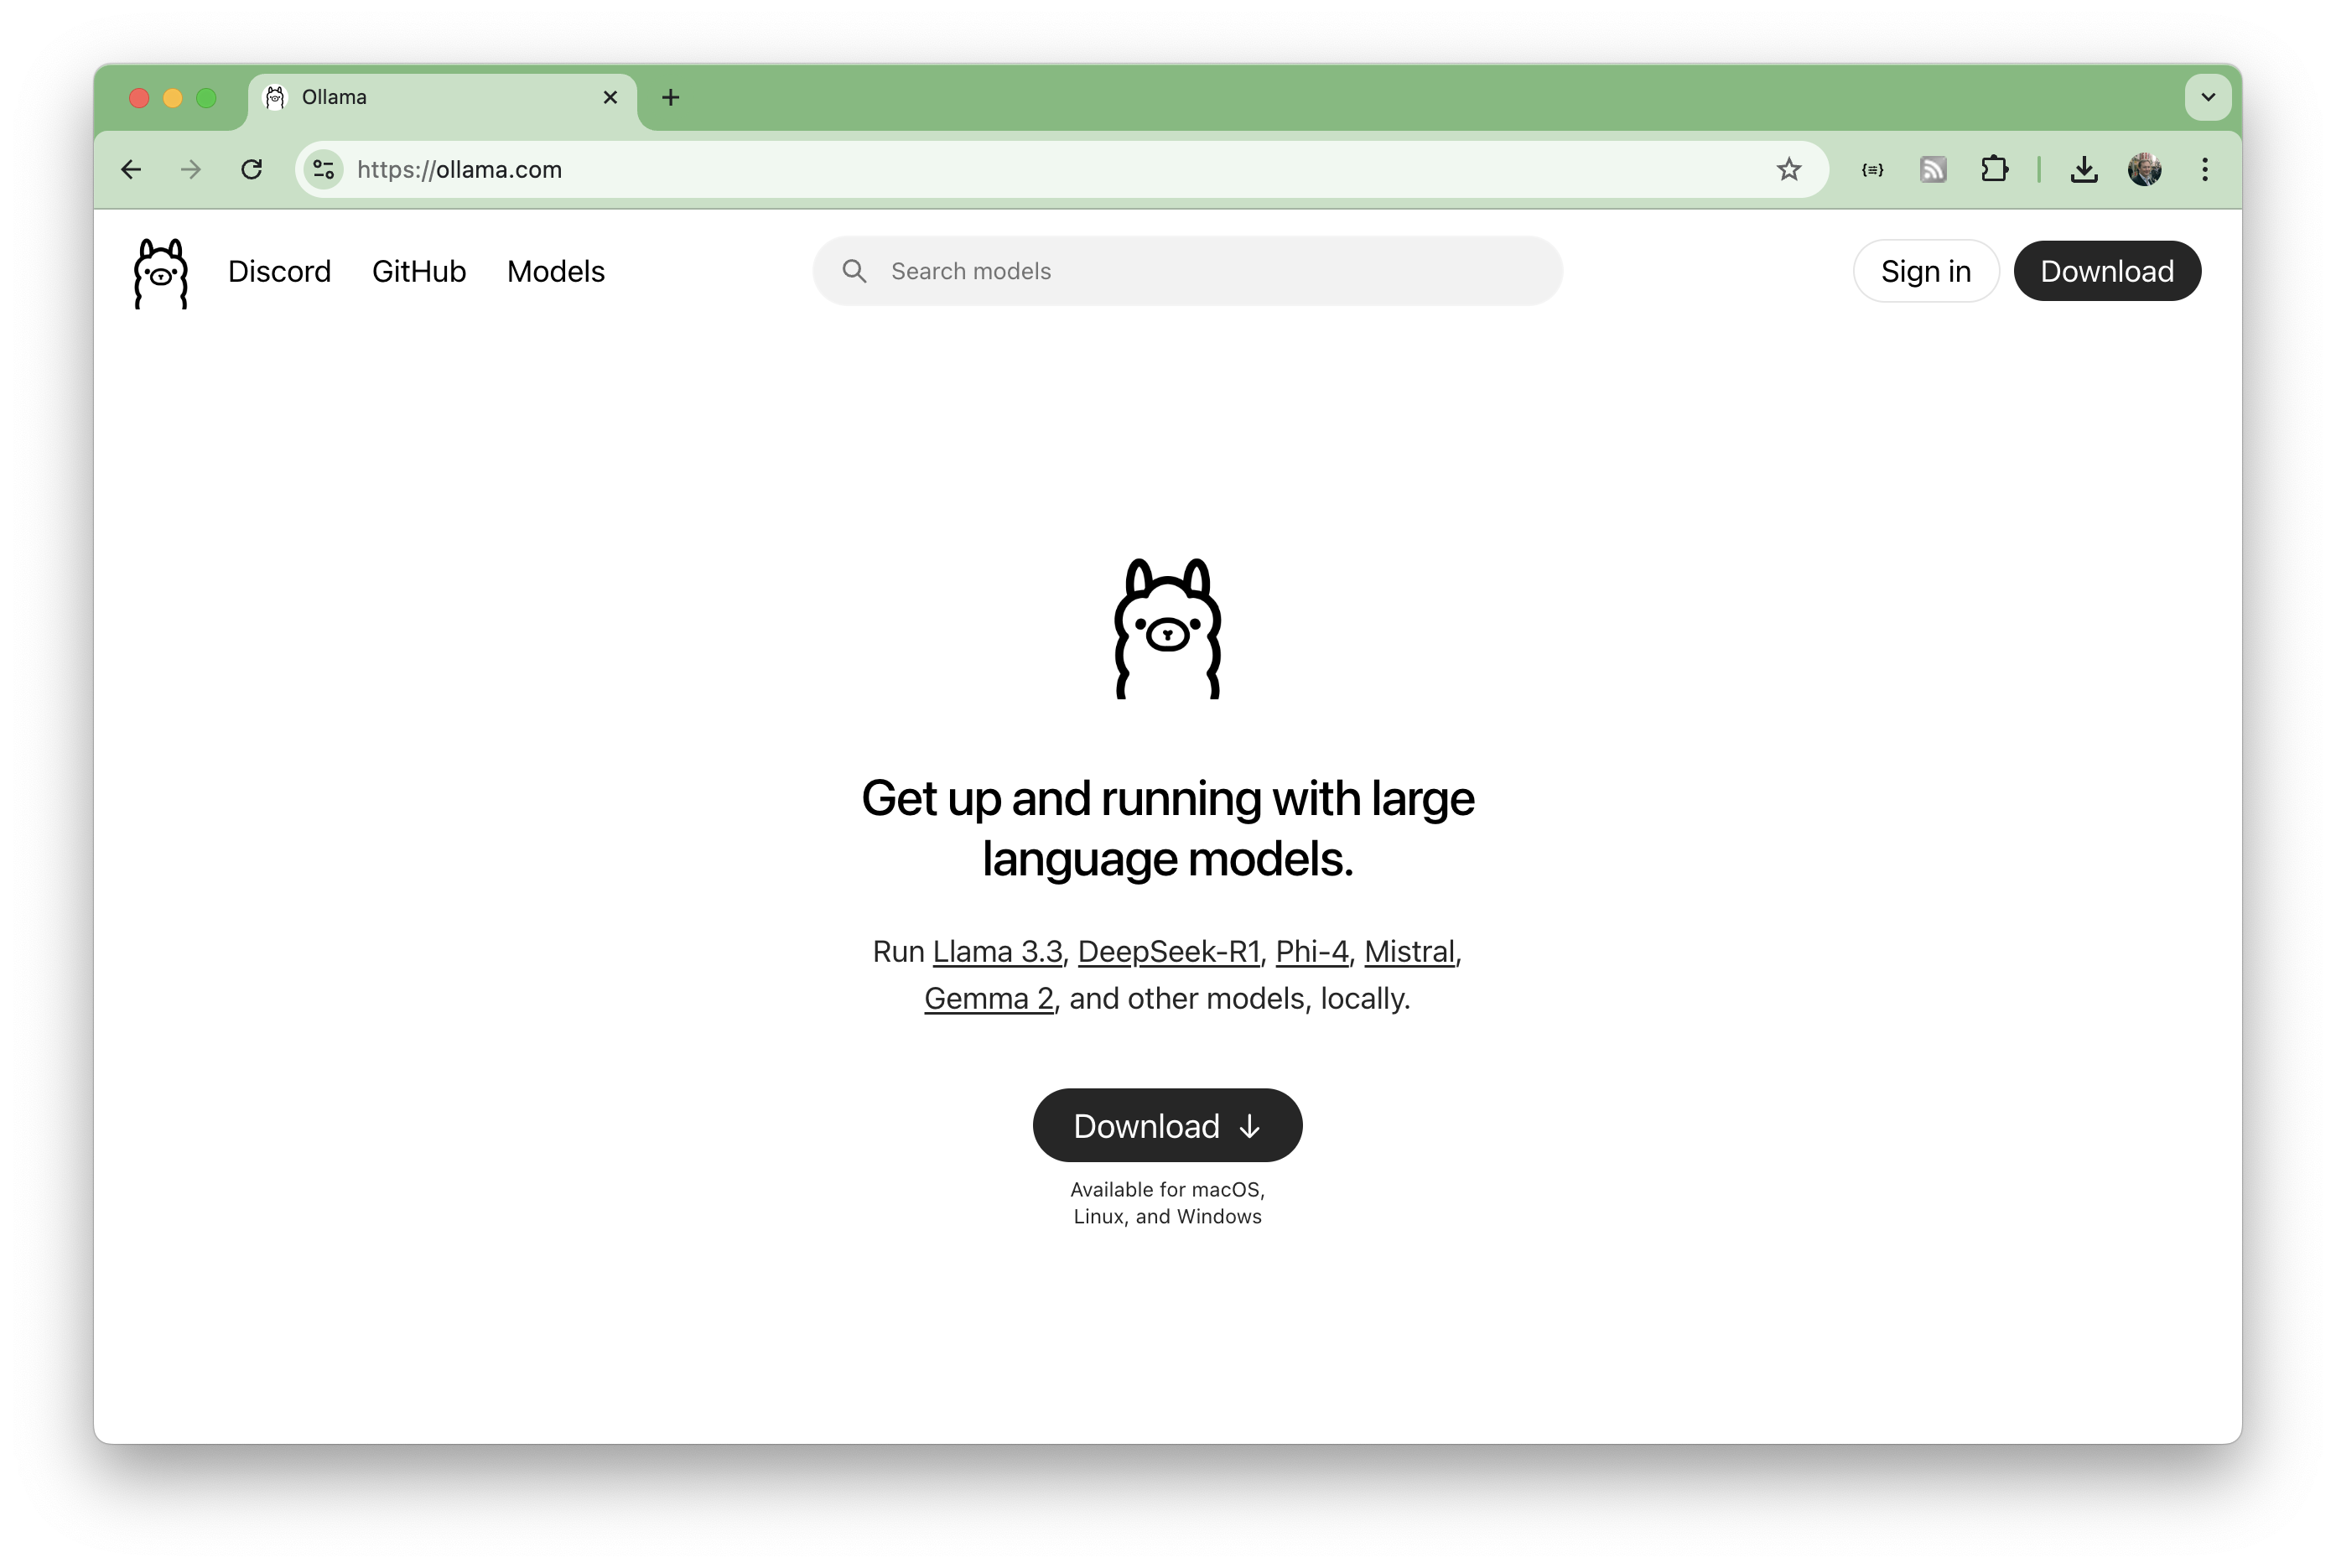 Ollama
https://ollama.com
Discord GitHub Models
Search models
Sign in
Download
Get up and running with large
language models.
Run Llama 3.3, DeepSeek-R1, Phi-4, Mistral,
Gemma 2, and other models, locally.
Download ↓
Available for macOS,
Linux, and Windows